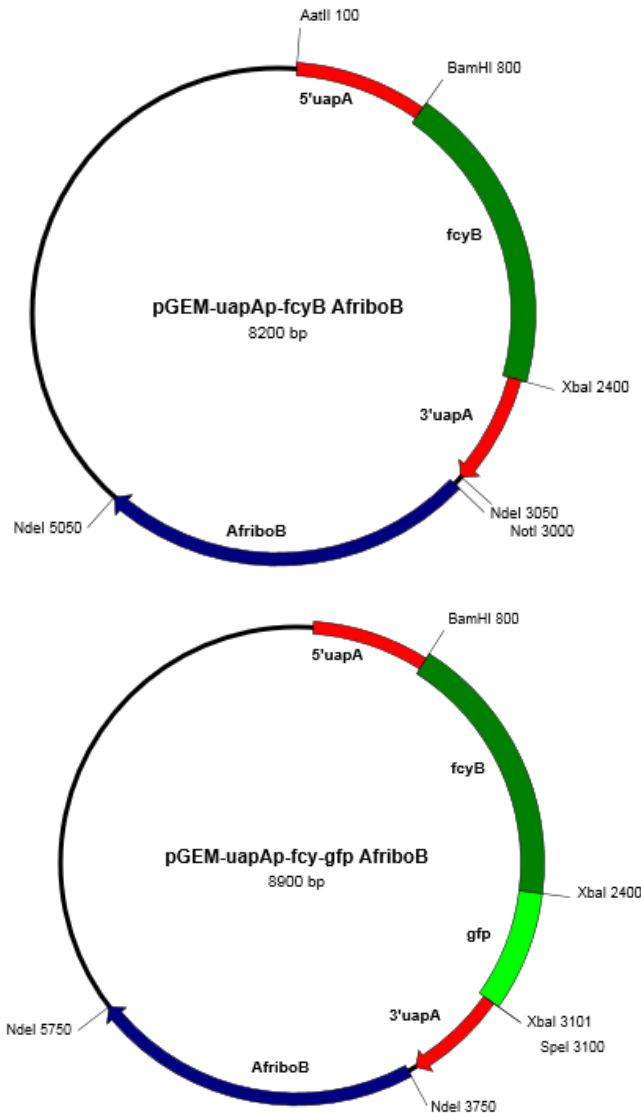 AatII 100
BamHI 800
5'uapA
fcyB
pGEM-uapAp-fcyB AfriboB
8200 bp
XbaI 2400
3'uapA
NdeI 3050
NotI 3000
NdeI 5050
AfriboB
BamHI 800
5'uapA
fcyB
pGEM-uapAp-fcy-gfp AfriboB
8900 bp
XbaI 2400
gfp
3'uapA
XbaI 3101
SpeI 3100
NdeI 5750
AfriboB
NdeI 3750